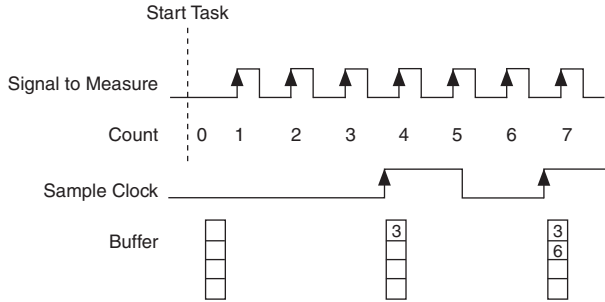 Start Task
Signal to Measure
Count 0 1 2 3 4 5 6 7
Sample Clock
Buffer 3 3
6